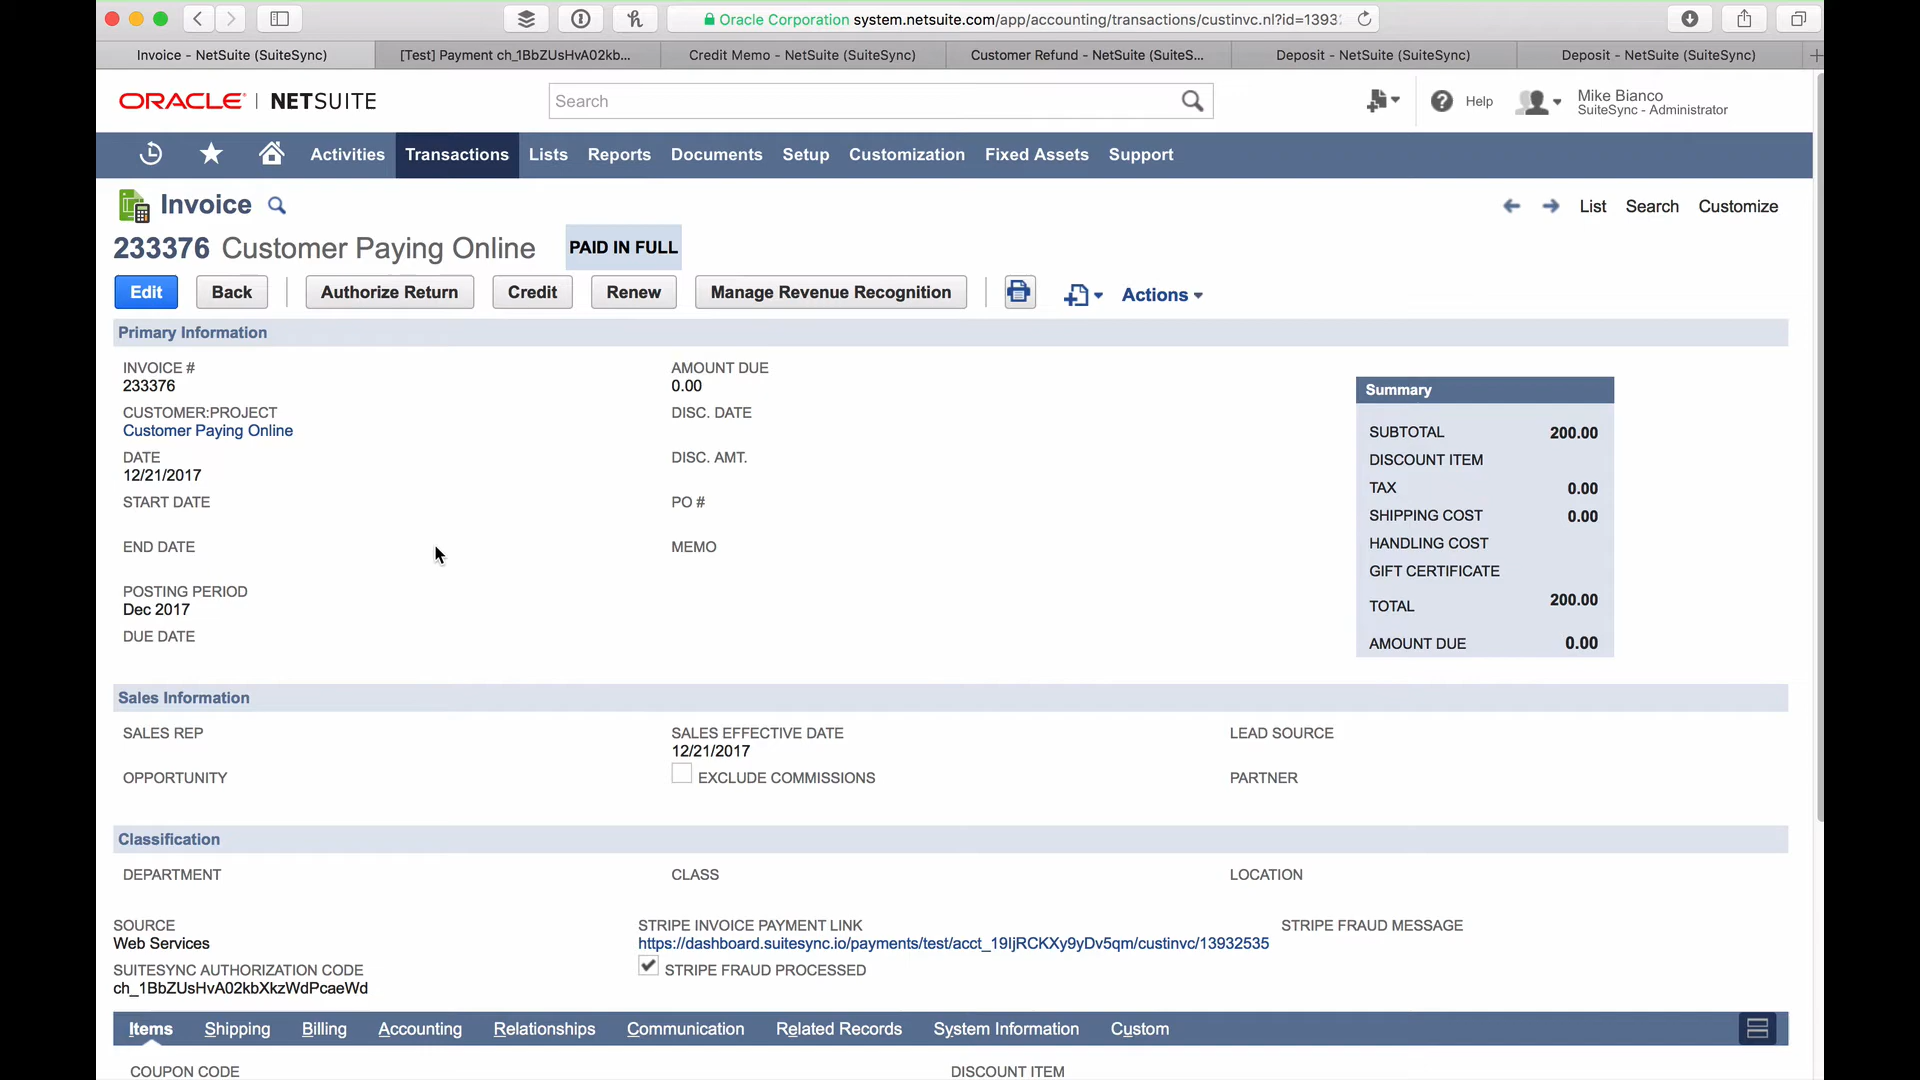 Oracle Corporation system.netsuite.com/app/accounting/transactions/custinvc.nl?id=1393
Invoice - NetSuite (SuiteSync)
[Test] Payment ch_1BbZUsHvA02kb...
Credit Memo - NetSuite (SuiteSync)
Customer Refund - NetSuite (SuiteS...
Deposit - NetSuite (SuiteSync)
Deposit - NetSuite (SuiteSync)
ORACLE | NETSUITE
Search
Help
Mike Bianco
SuiteSync - Administrator
Activities Transactions Lists Reports Documents Setup Customization Fixed Assets Support
Invoice
List Search Customize
233376 Customer Paying Online PAID IN FULL
Edit Back Authorize Return Credit Renew Manage Revenue Recognition Actions
Primary Information
INVOICE #
233376
CUSTOMER:PROJECT
Customer Paying Online
DATE
12/21/2017
START DATE
END DATE
POSTING PERIOD
Dec 2017
DUE DATE
AMOUNT DUE
0.00
DISC. DATE
DISC. AMT.
PO #
MEMO
Summary
SUBTOTAL 200.00
DISCOUNT ITEM
TAX 0.00
SHIPPING COST 0.00
HANDLING COST
GIFT CERTIFICATE
TOTAL 200.00
AMOUNT DUE 0.00
Sales Information
SALES REP
OPPORTUNITY
SALES EFFECTIVE DATE
12/21/2017
EXCLUDE COMMISSIONS
LEAD SOURCE
PARTNER
Classification
DEPARTMENT
CLASS
LOCATION
SOURCE
Web Services
SUITESYNC AUTHORIZATION CODE
ch_1BbZUsHvA02kbXkzWdPcaeWd
STRIPE INVOICE PAYMENT LINK
https://dashboard.suitesync.io/payments/test/acct_19IjRCKXy9yDv5qm/custinvc/13932535
STRIPE FRAUD PROCESSED
STRIPE FRAUD MESSAGE
Items Shipping Billing Accounting Relationships Communication Related Records System Information Custom
COUPON CODE
DISCOUNT ITEM